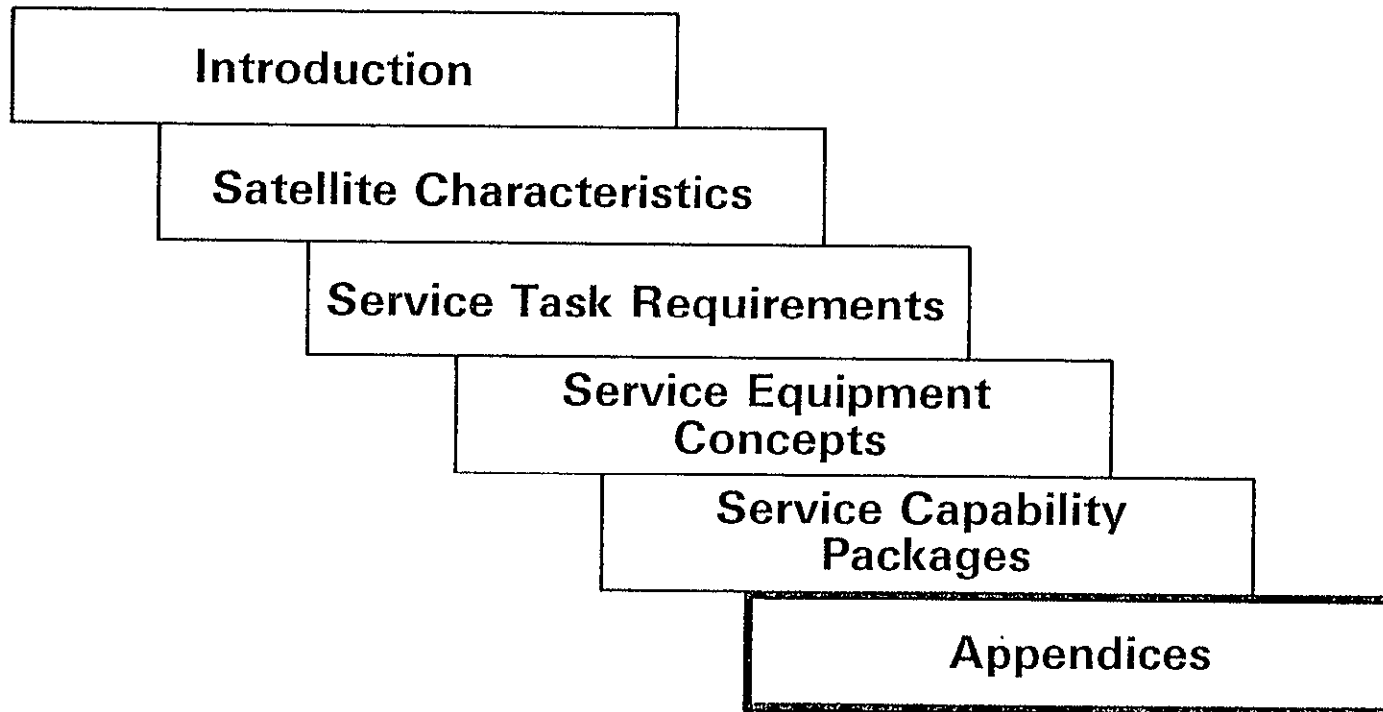 Introduction
Satellite Characteristics
Service Task Requirements
Service Equipment
Concepts
Service Capability
Packages
Appendices